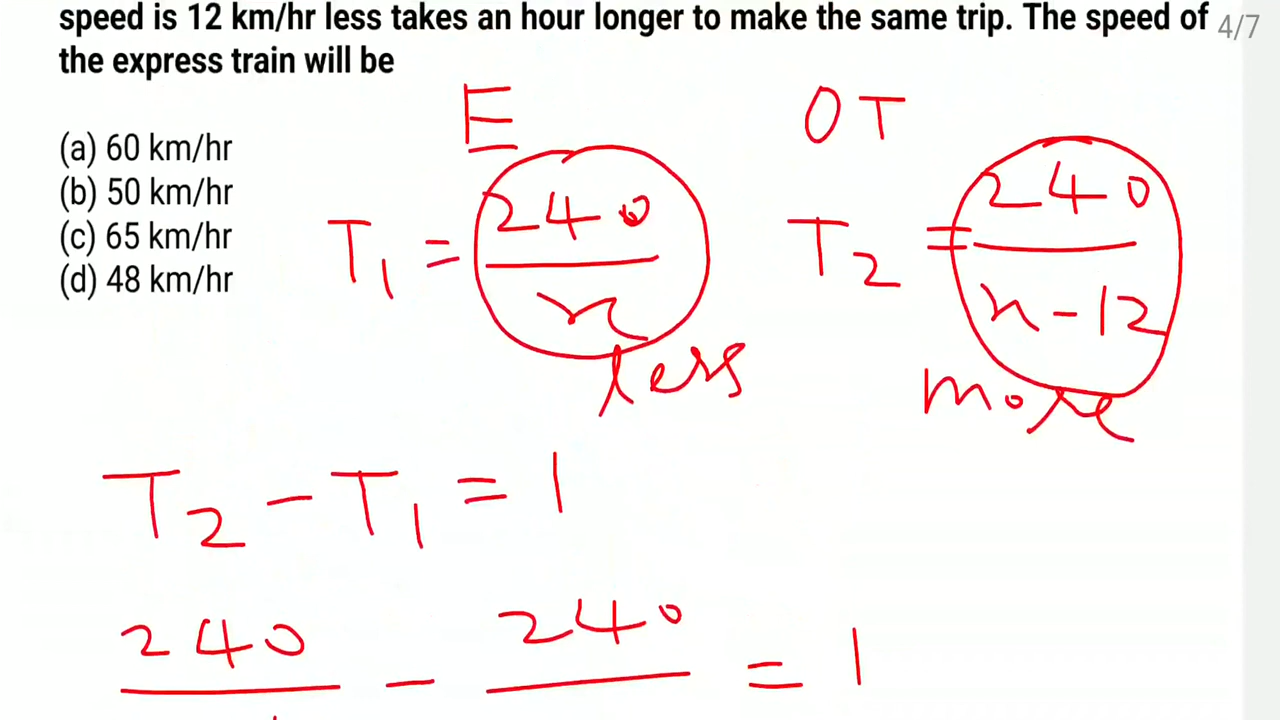 speed is 12 km/hr less takes an hour longer to make the same trip. The speed of
4/7
the express train will be
E
O T
(a) 60 km/hr
(b) 50 km/hr
(c) 65 km/hr
(d) 48 km/hr
T₁ = 240/x
T₂ = 240/x-12
less
more
T₂ - T₁ = 1
240 - 240 = 1